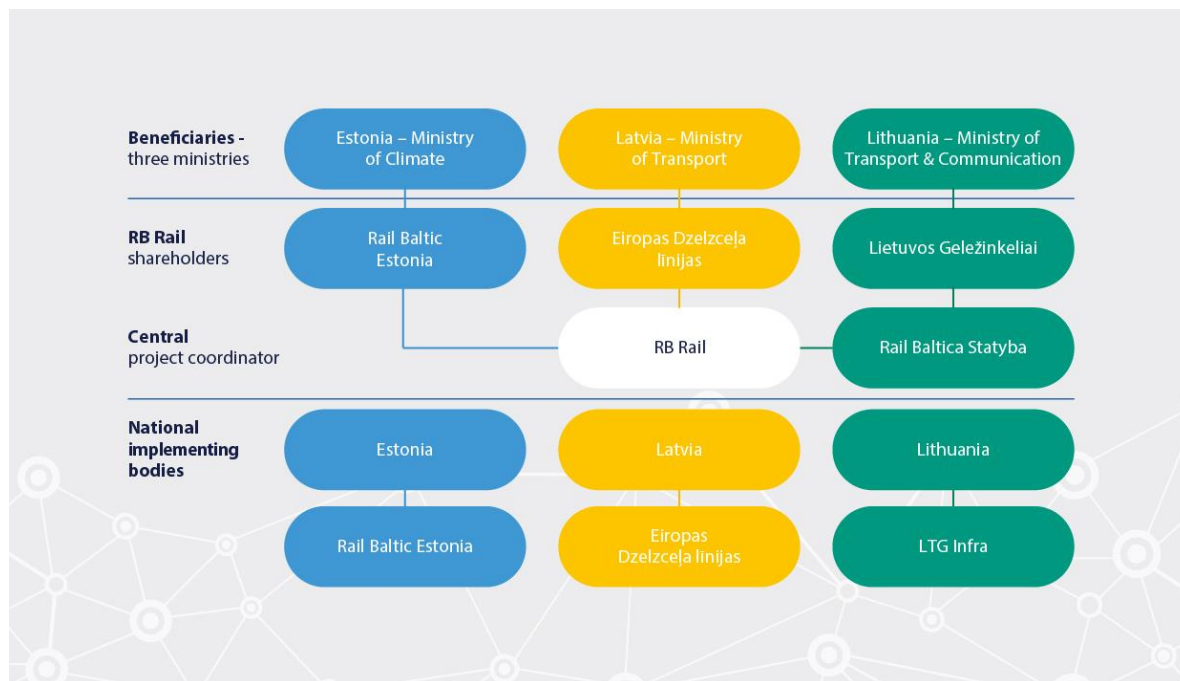 Beneficiaries -
three ministries
Estonia – Ministry
of Climate
Latvia – Ministry
of Transport
Lithuania – Ministry of
Transport & Communication
RB Rail
shareholders
Rail Baltic
Estonia
Eiropas Dzelzceļa
līnijas
Lietuvos Geležinkeliai
Central
project coordinator
RB Rail
Rail Baltica Statyba
National
implementing
bodies
Estonia
Latvia
Lithuania
Rail Baltic Estonia
Eiropas
Dzelzceļa līnijas
LTG Infra